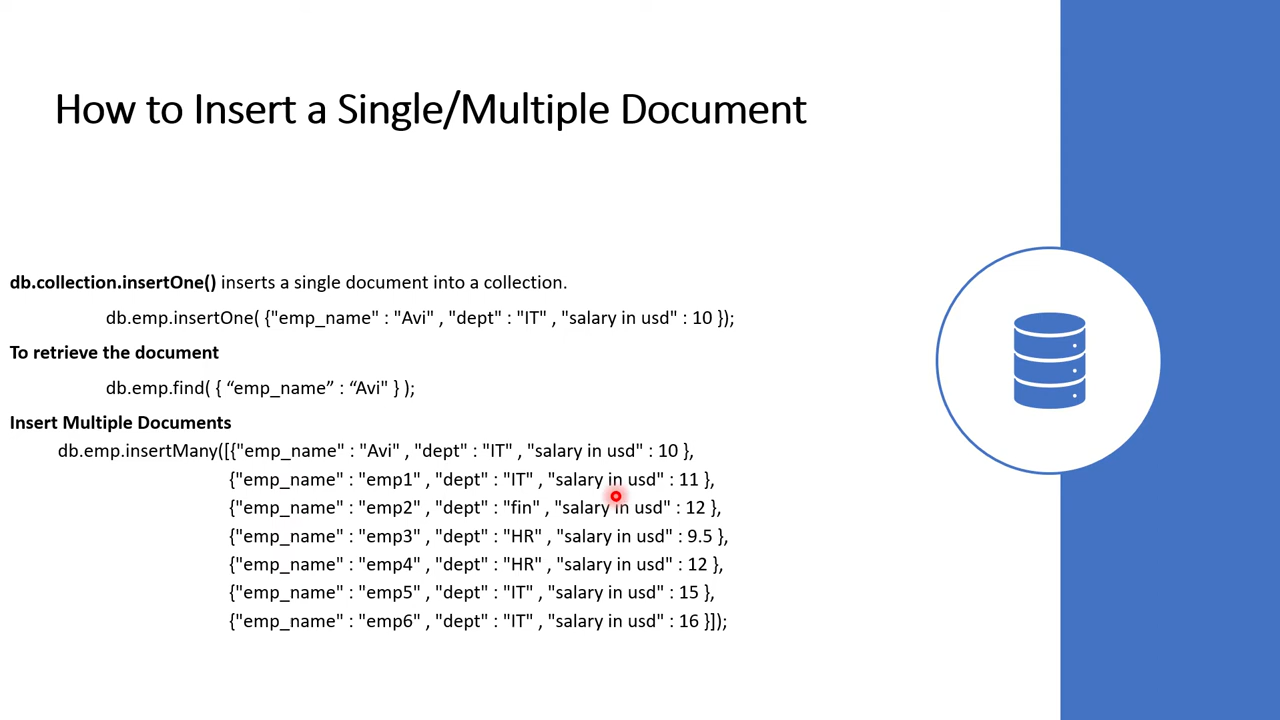 How to Insert a Single/Multiple Document
db.collection.insertOne() inserts a single document into a collection.
db.emp.insertOne( {"emp_name" : "Avi" , "dept" : "IT" , "salary in usd" : 10 });
To retrieve the document
db.emp.find( { “emp_name” : “Avi" } );
Insert Multiple Documents
db.emp.insertMany([{"emp_name" : "Avi" , "dept" : "IT" , "salary in usd" : 10 },
{"emp_name" : "emp1" , "dept" : "IT" , "salary in usd" : 11 },
{"emp_name" : "emp2" , "dept" : "fin" , "salary in usd" : 12 },
{"emp_name" : "emp3" , "dept" : "HR" , "salary in usd" : 9.5 },
{"emp_name" : "emp4" , "dept" : "HR" , "salary in usd" : 12 },
{"emp_name" : "emp5" , "dept" : "IT" , "salary in usd" : 15 },
{"emp_name" : "emp6" , "dept" : "IT" , "salary in usd" : 16 }]);